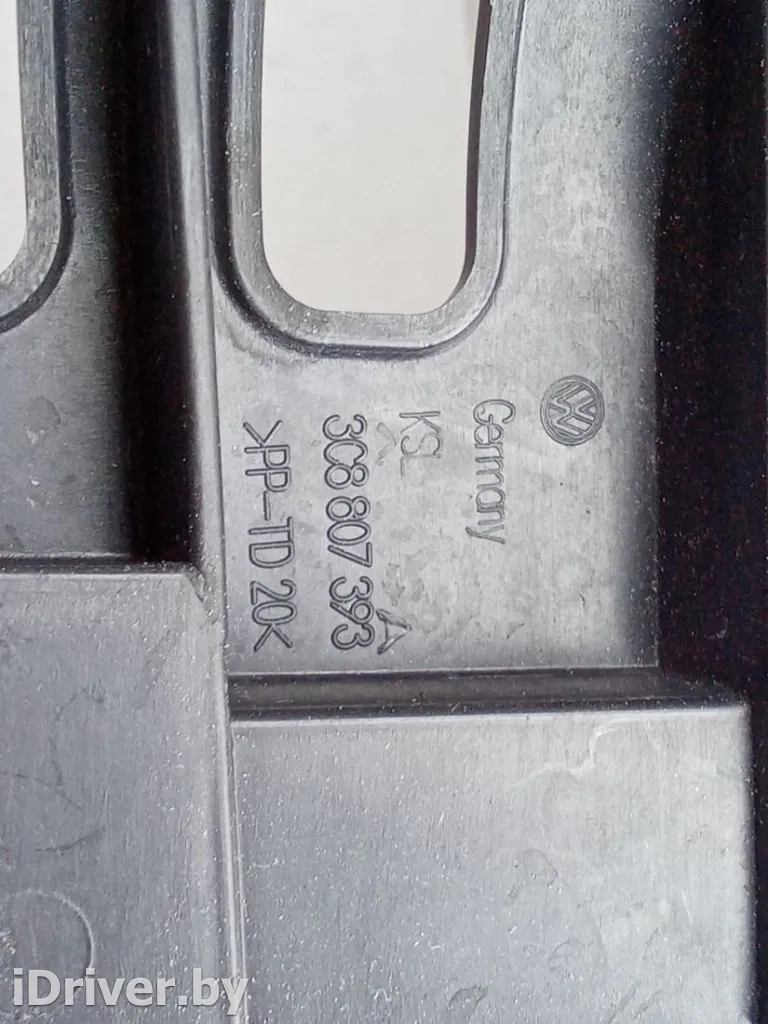 Germany
KSL
3C8 807 393
A
>PP-TD 20<
iDriver.by